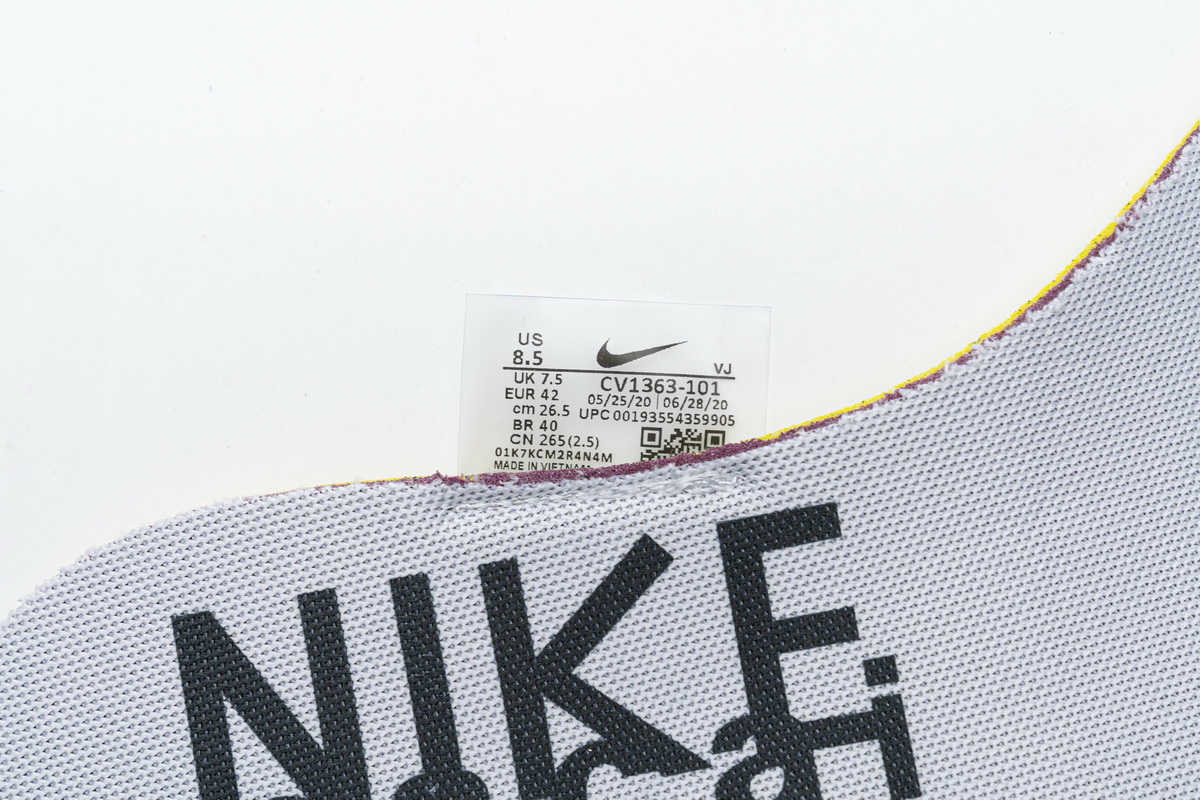 US
8.5
VJ
UK 7.5
CV1363-101
EUR 42
05/25/20 06/28/20
cm 26.5
UPC 00193554359905
BR 40
CN 265(2.5)
01K7KCM2R4N4M
MADE IN VIETNAM
NIKE